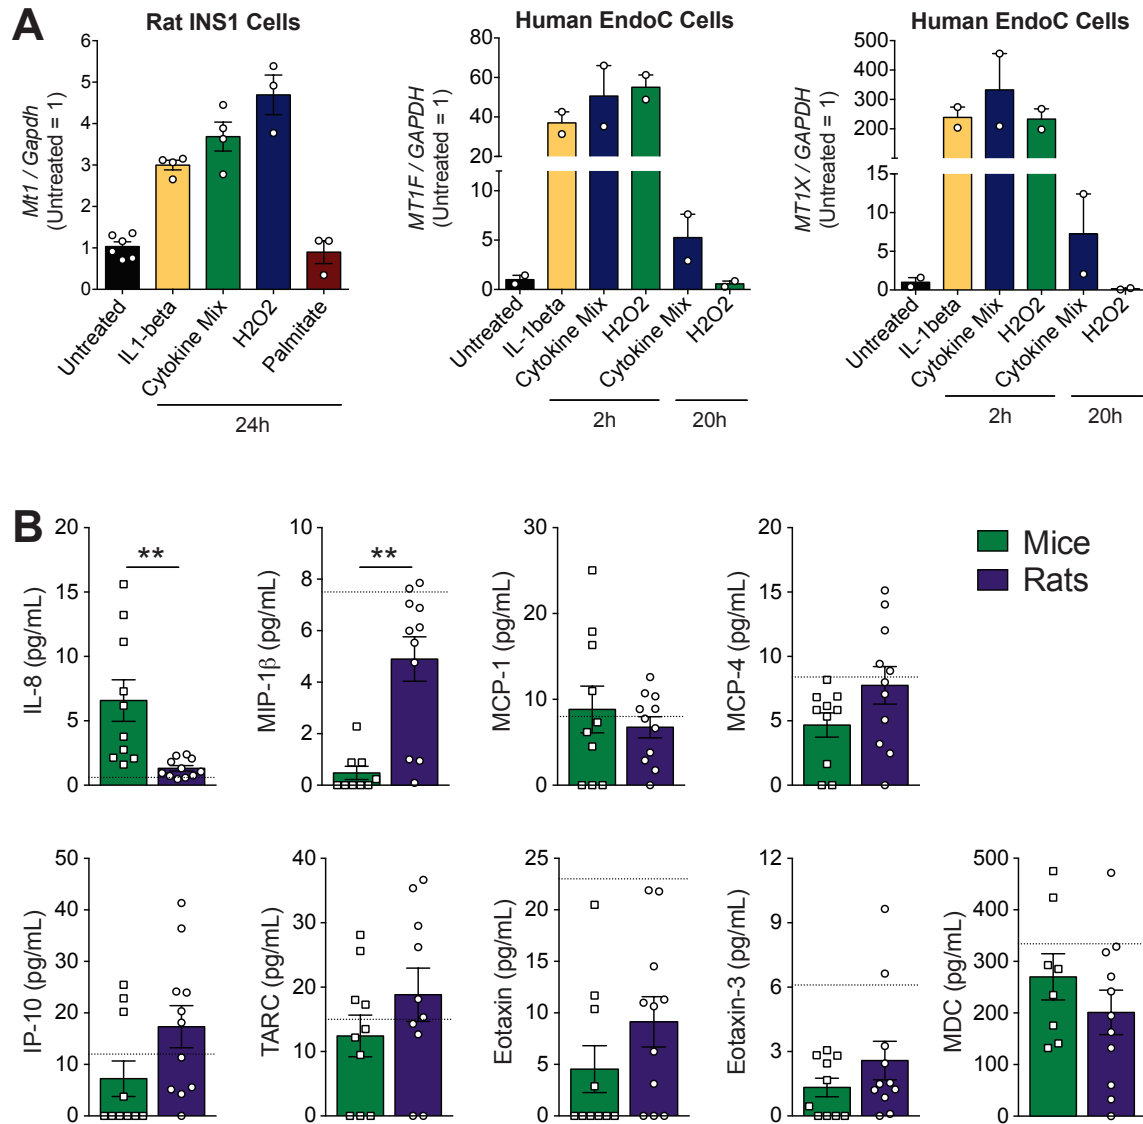 A
Rat INS1 Cells
Mt1 / Gapdh
(Untreated = 1)
6
5
4
3
2
1
0
Untreated
IL1-beta
Cytokine Mix
H2O2
Palmitate
24h
Human EndoC Cells
MT1F / GAPDH
(Untreated = 1)
80
60
40
20
10
5
0
Untreated
IL-1beta
Cytokine Mix
H2O2
Cytokine Mix
H2O2
2h
20h
Human EndoC Cells
MT1X / GAPDH
(Untreated = 1)
500
400
300
200
15
10
5
0
Untreated
IL-1beta
Cytokine Mix
H2O2
Cytokine Mix
H2O2
2h
20h
B
IL-8 (pg/mL)
20
15
10
5
0
**
MIP-1β (pg/mL)
10
8
6
4
2
0
**
MCP-1 (pg/mL)
30
20
10
0
MCP-4 (pg/mL)
20
15
10
5
0
Mice
Rats
IP-10 (pg/mL)
50
40
30
20
10
0
TARC (pg/mL)
40
30
20
10
0
Eotaxin (pg/mL)
25
20
15
10
5
0
Eotaxin-3 (pg/mL)
12
9
6
3
0
MDC (pg/mL)
500
400
300
200
100
0